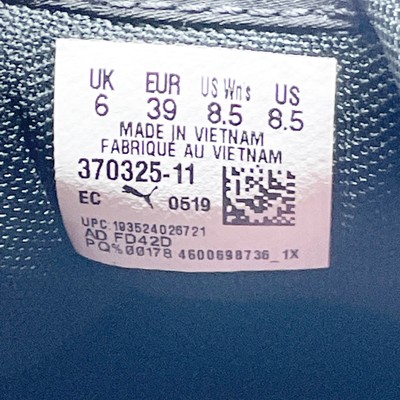 UK EUR US Wns US
6 39 8.5 8.5
MADE IN VIETNAM
FABRIQUE AU VIETNAM
370325-11
EC 0519
UPC:193524026721
AD FD42D
PQ%00178 4600698736_1X